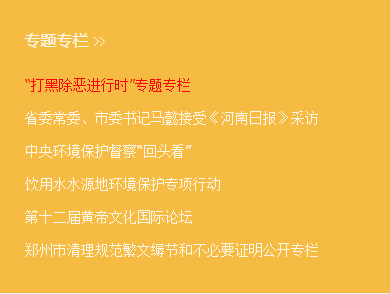 专题专栏 >>
“打黑除恶进行时”专题专栏
省委常委、市委书记马懿接受《河南日报》采访
中央环境保护督察“回头看”
饮用水水源地环境保护专项行动
第十二届黄帝文化国际论坛
郑州市清理规范繁文缛节和不必要证明公开专栏